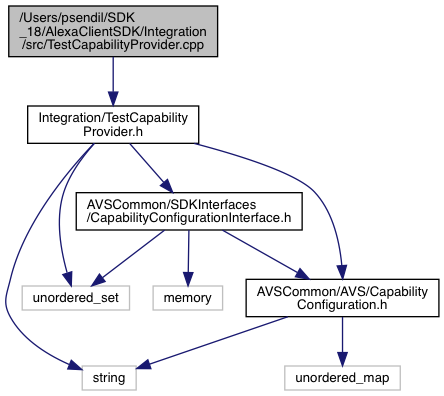 /Users/psendil/SDK
_18/AlexaClientSDK/Integration
/src/TestCapabilityProvider.cpp
Integration/TestCapability
Provider.h
AVSCommon/SDKInterfaces
/CapabilityConfigurationInterface.h
unordered_set
memory
AVSCommon/AVS/Capability
Configuration.h
string
unordered_map